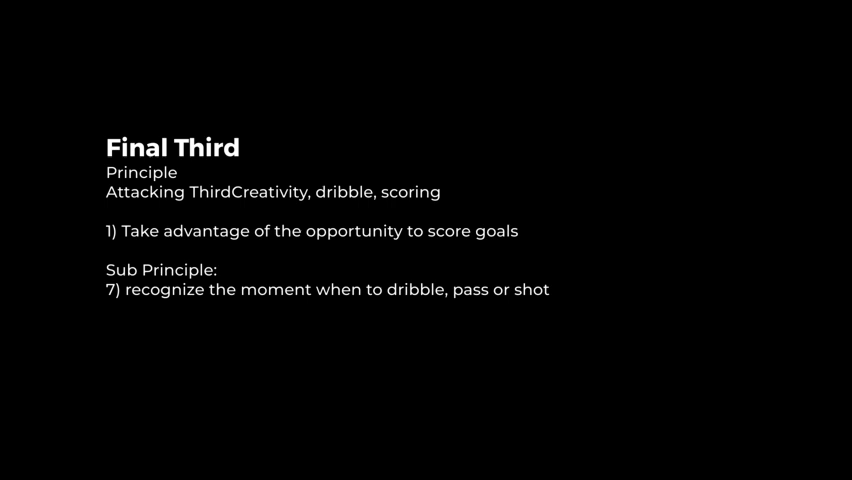 Final Third
Principle
Attacking ThirdCreativity, dribble, scoring
1) Take advantage of the opportunity to score goals
Sub Principle:
7) recognize the moment when to dribble, pass or shot